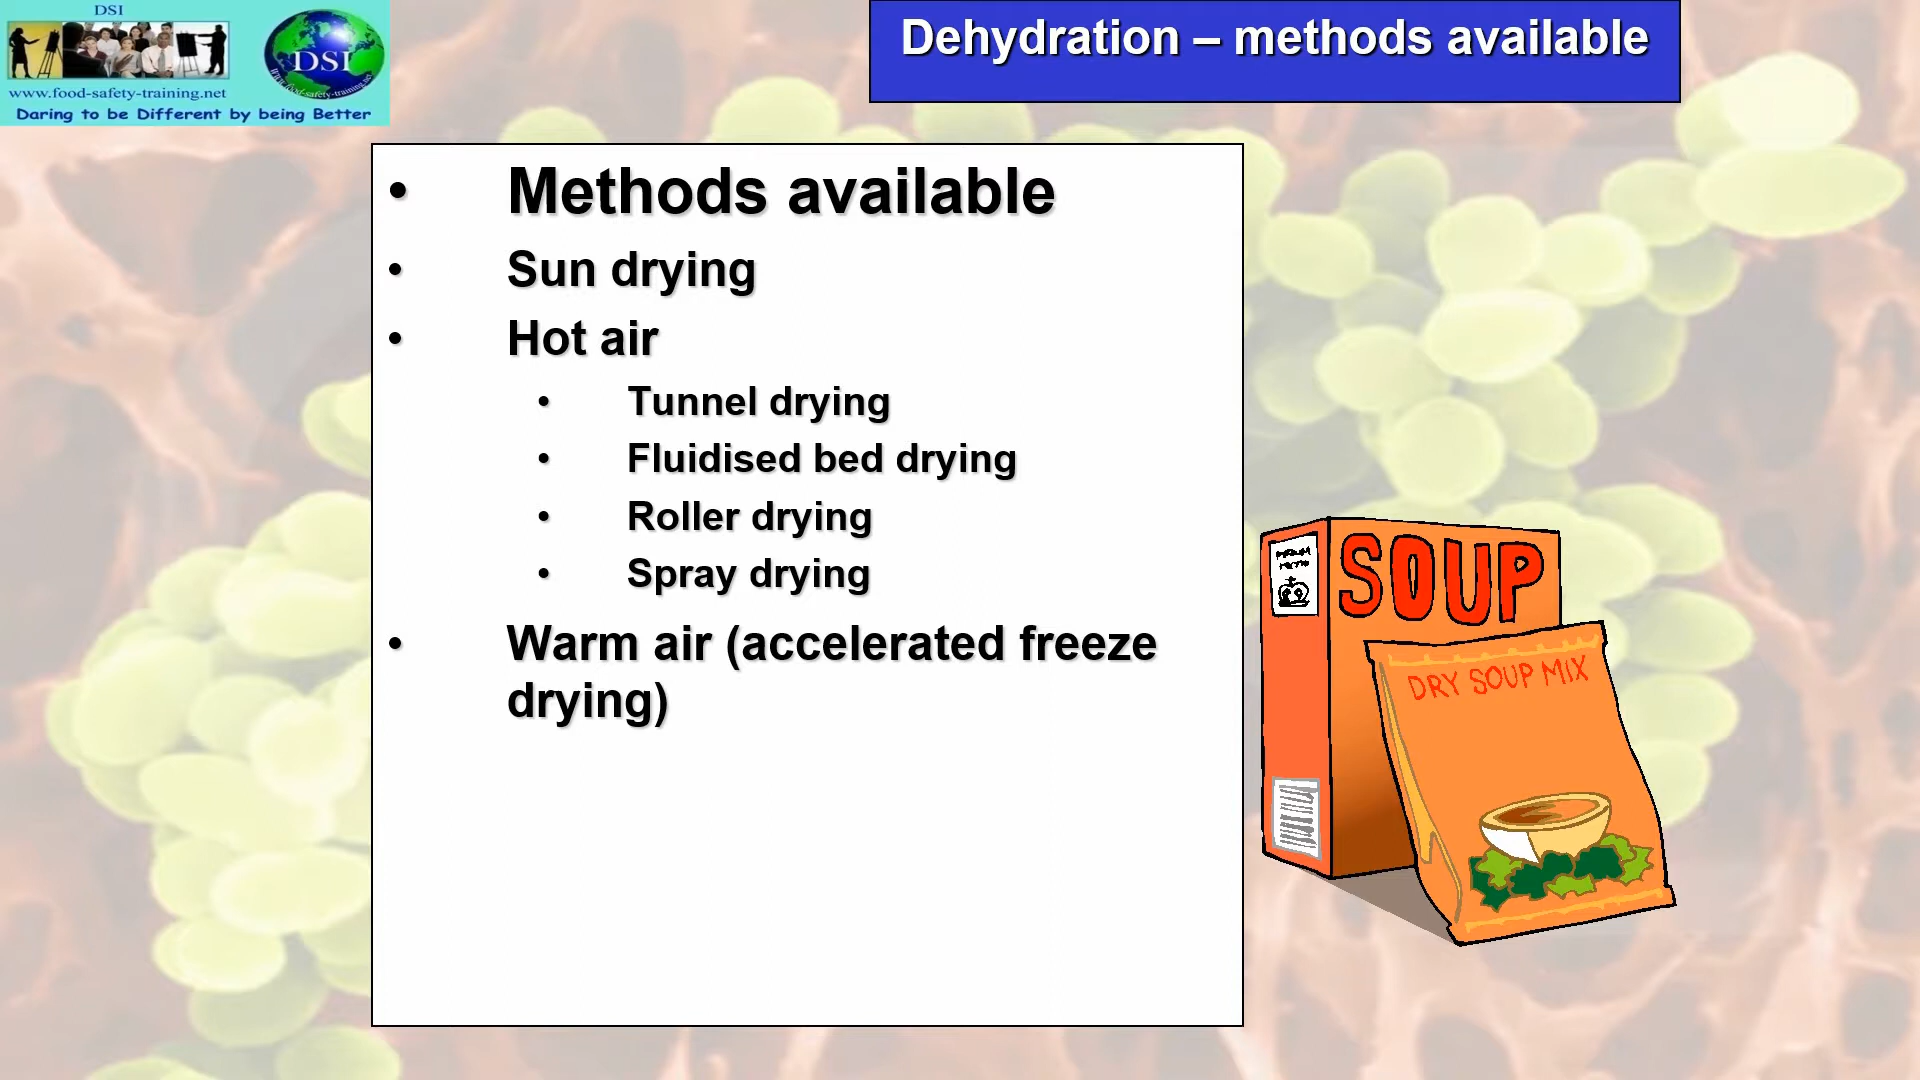 DSI
DSI
www.food-safety-training.net
Daring to be Different by being Better
Dehydration – methods available
• Methods available
• Sun drying
• Hot air
• Tunnel drying
• Fluidised bed drying
• Roller drying
• Spray drying
• Warm air (accelerated freeze
drying)
SOUP
DRY SOUP MIX